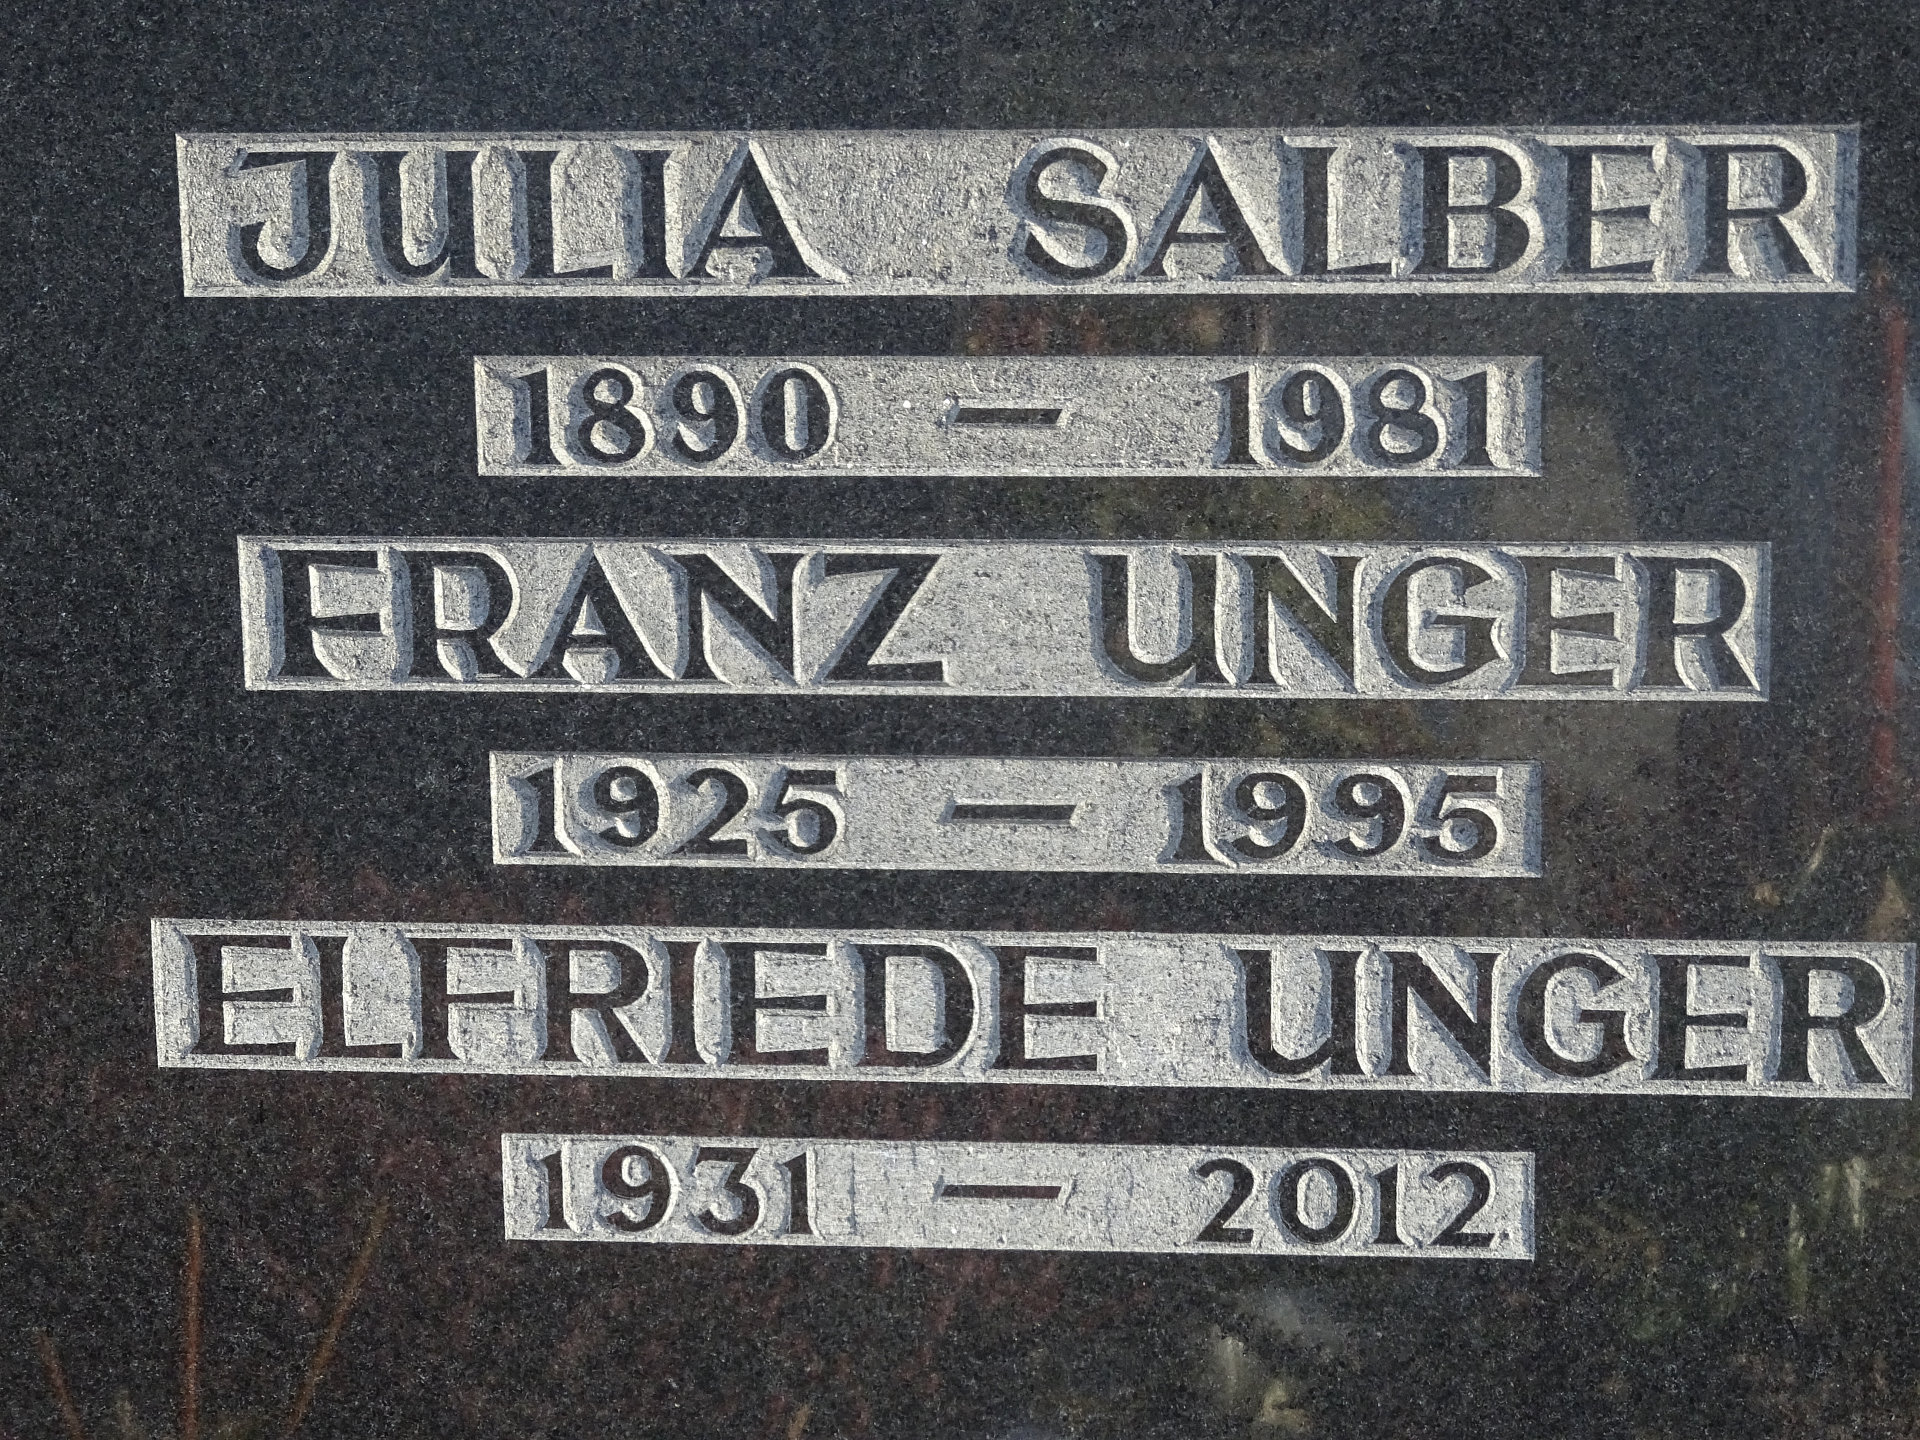 JULIA SALBER
1890 – 1981
FRANZ UNGER
1925 – 1995
ELFRIEDE UNGER
1931 – 2012